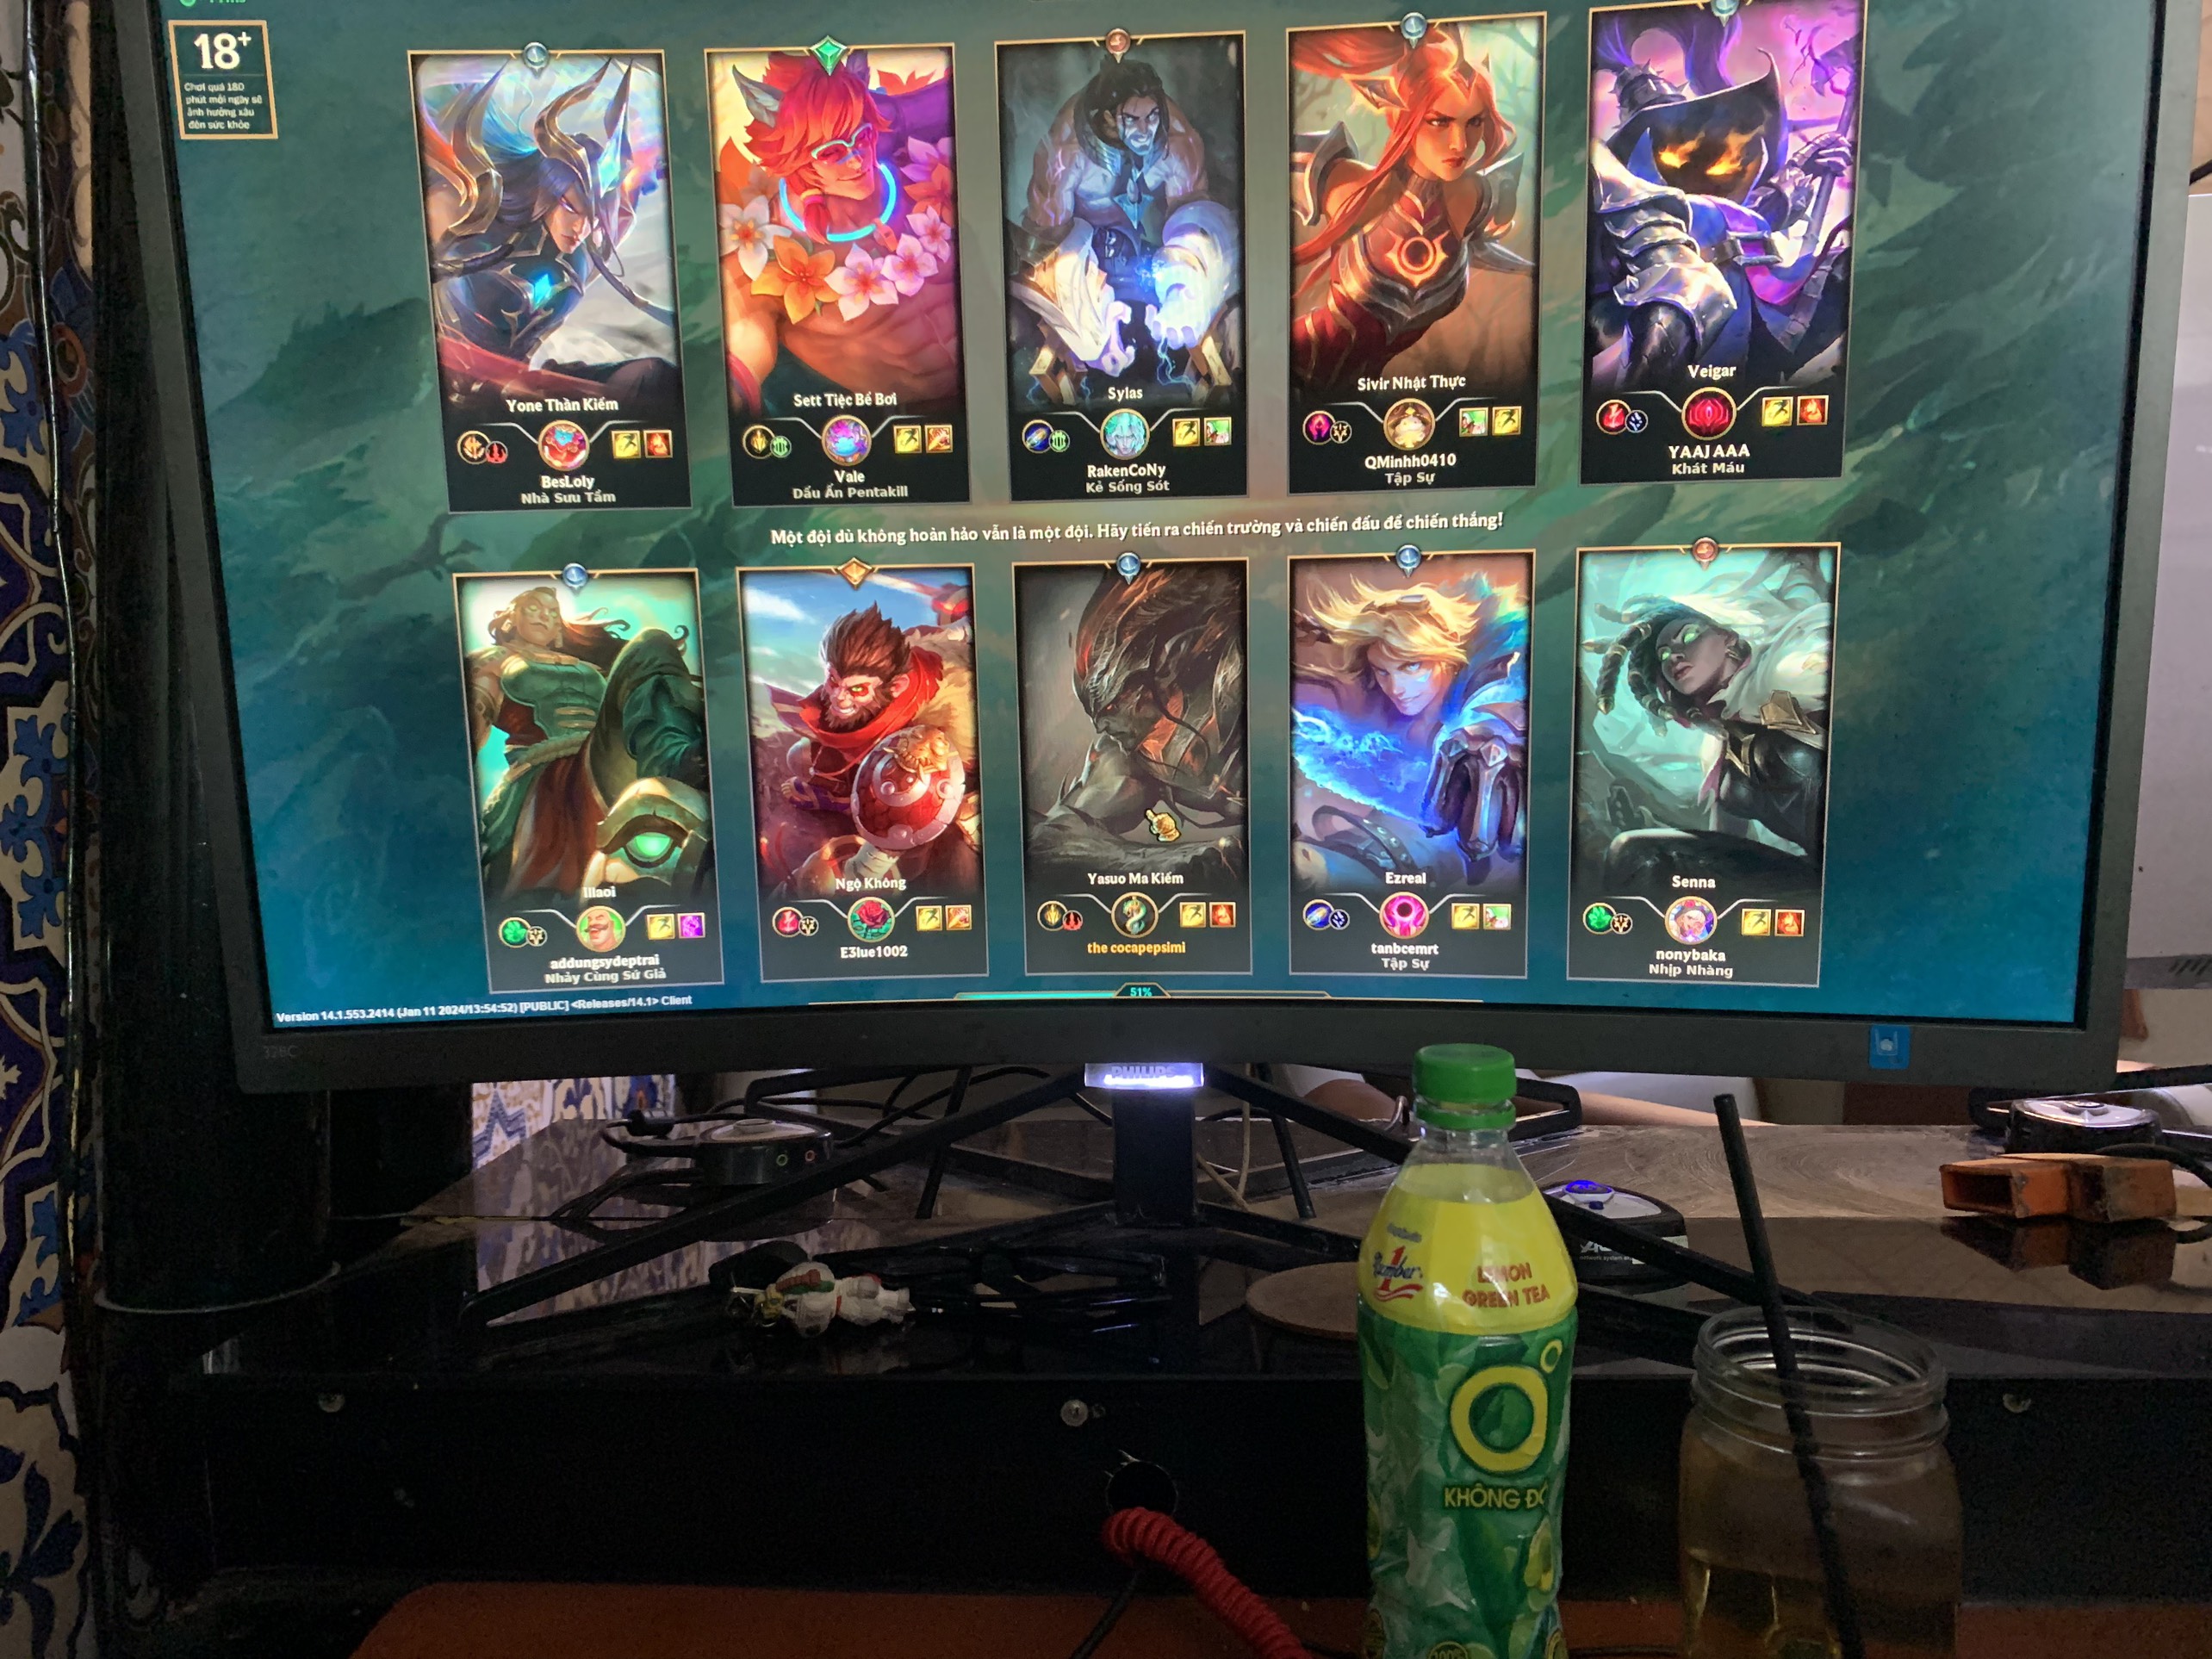 18+
Chơi quá 180
phút mỗi ngày sẽ
ảnh hưởng xấu
đến sức khỏe
Yone Thần Kiếm
BesLoly
Nhà Sưu Tầm
Sett Tiệc Bể Bơi
Vale
Dấu Ấn Pentakill
Sylas
RakenCoNy
Kẻ Sống Sót
Sivir Nhật Thực
QMinhh0410
Tập Sự
Veigar
YAAJ AAA
Khát Máu
Một đội dù không hoàn hảo vẫn là một đội. Hãy tiến ra chiến trường và chiến đấu để chiến thắng!
Illaoi
addungsydeptrai
Nhảy Cùng Sứ Giả
Ngộ Không
E3lue1002
Yasuo Ma Kiếm
the cocapepsimi
Ezreal
tanbcemrt
Tập Sự
Senna
nonybaka
Nhịp Nhàng
51%
Version 14.1.553.2414 (Jan 11 2024/13:54:52) [PUBLIC] <Releases/14.1> Client
PHILIPS
Number 1
LEMON
GREEN TEA
O°
KHÔNG ĐỘ